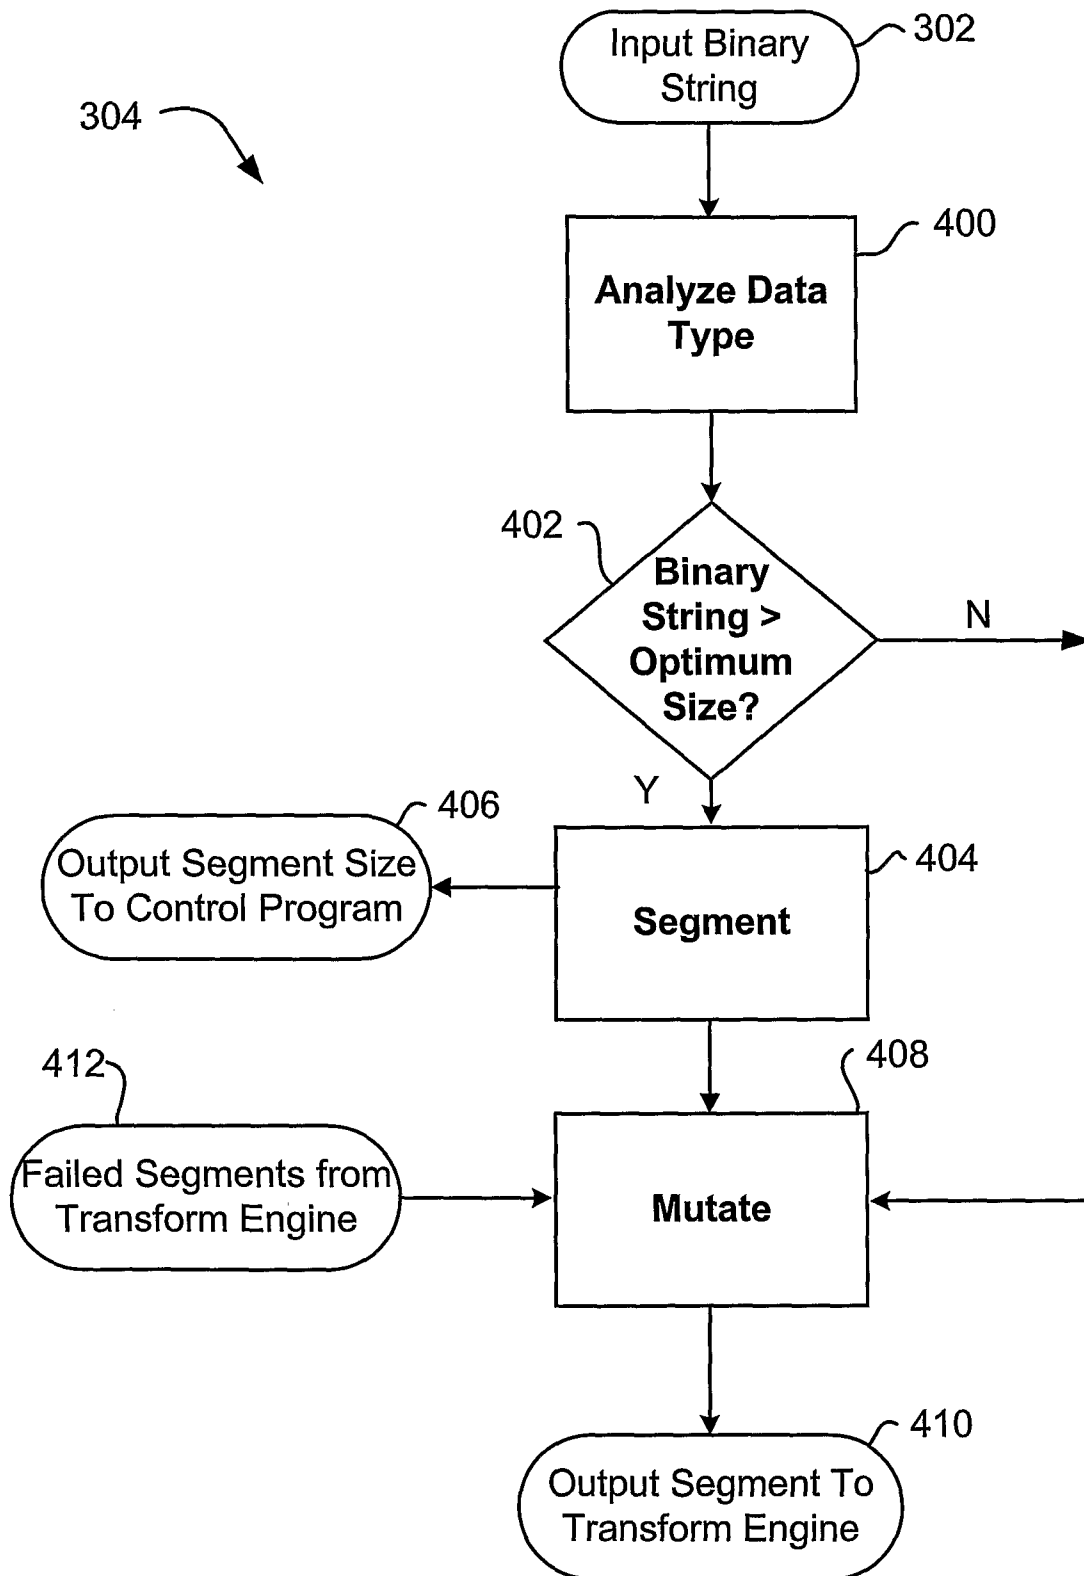 Input Binary
String
302
304
400
Analyze Data
Type
402
Binary
String >
Optimum
Size?
N
Y
406
Output Segment Size
To Control Program
404
Segment
412
408
Failed Segments from
Transform Engine
Mutate
410
Output Segment To
Transform Engine